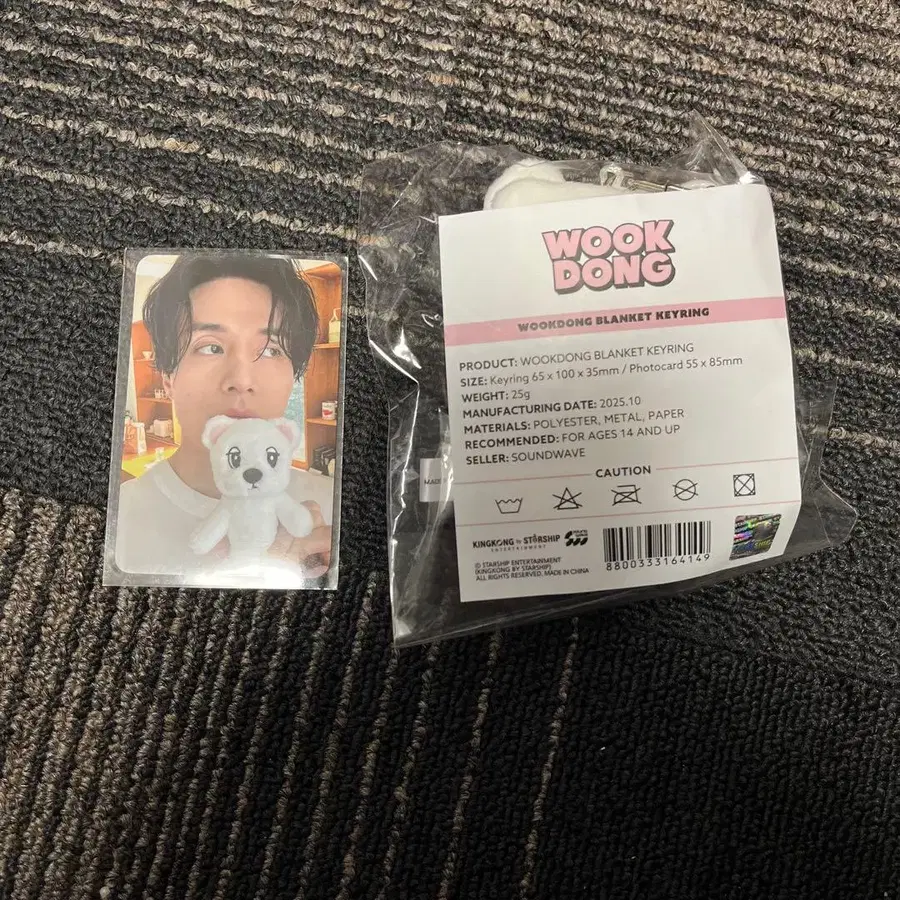 WOOK
DONG
WOOKDONG BLANKET KEYRING
PRODUCT: WOOKDONG BLANKET KEYRING
SIZE: Keyring 65 x 100 x 35mm / Photocard 55 x 85mm
WEIGHT: 25g
MANUFACTURING DATE: 2025.10
MATERIALS: POLYESTER, METAL, PAPER
RECOMMENDED: FOR AGES 14 AND UP
SELLER: SOUNDWAVE
CAUTION
MADE
KINGKONG by STARSHIP
ENTERTAINMENT
© STARSHIP ENTERTAINMENT
(KINGKONG BY STARSHIP)
ALL RIGHTS RESERVED. MADE IN CHINA
8800333164149